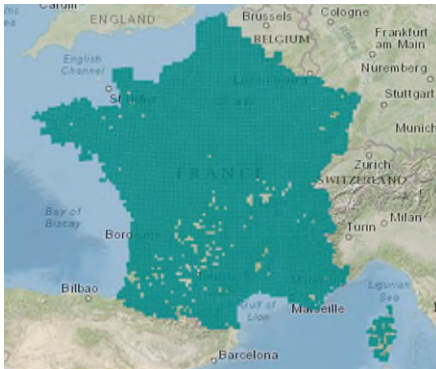 Cardiff
ENGLAND
Brussels
Cologne
BELGIUM
Frankfurt
am Main
English
Channel
Nuremberg
Stuttgart
Munich
FRANCE
Zurich
SWITZERLAND
Bay of
Biscay
Milan
Turin
Bilbao
Gulf of
Lion
Marseille
Ligurian
Sea
Barcelona